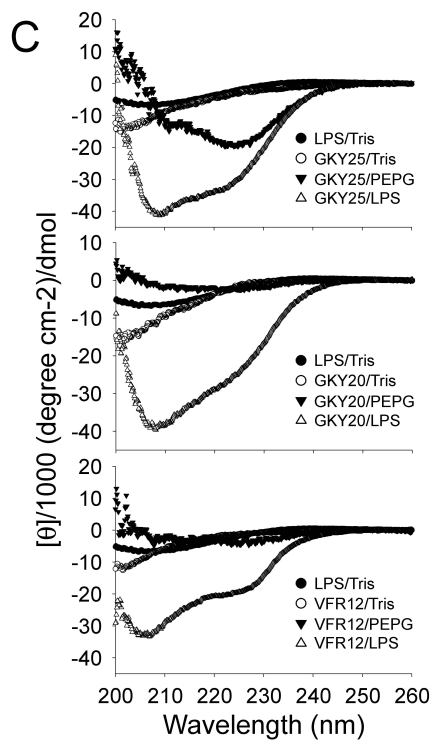 C
20
10
0
-10
-20
-30
-40
● LPS/Tris
○ GKY25/Tris
▼ GKY25/PEPG
△ GKY25/LPS
10
0
-10
-20
-30
-40
● LPS/Tris
○ GKY20/Tris
▼ GKY20/PEPG
△ GKY20/LPS
20
10
0
-10
-20
-30
-40
● LPS/Tris
○ VFR12/Tris
▼ VFR12/PEPG
△ VFR12/LPS
200 210 220 230 240 250 260
Wavelength (nm)
[θ]/1000 (degree cm-2)/dmol